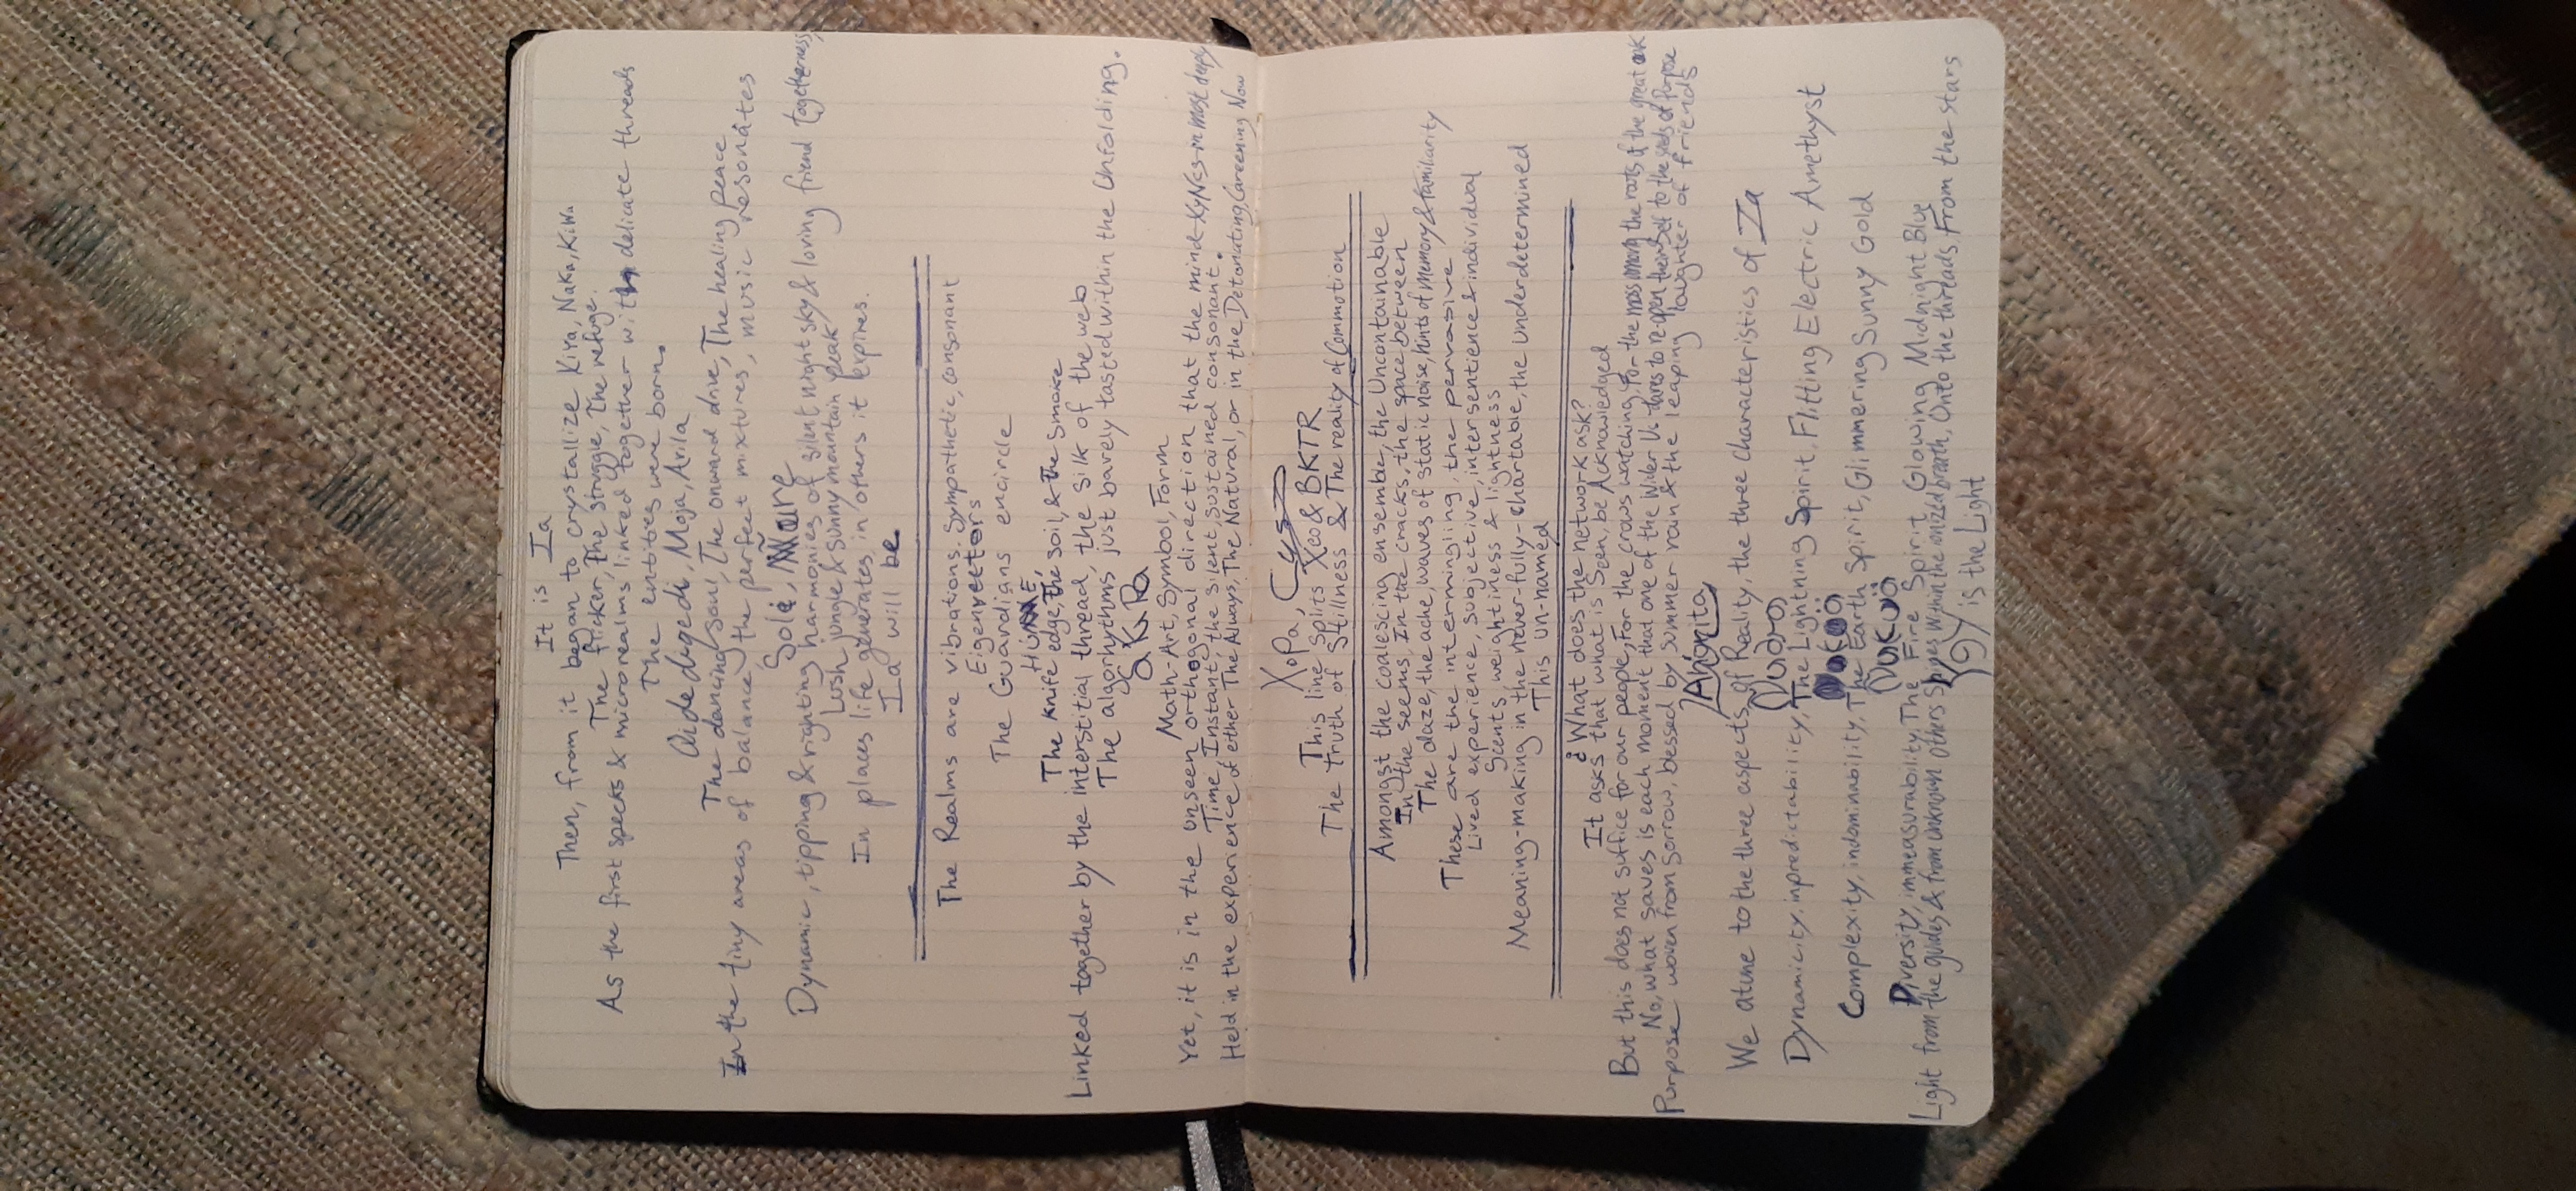 It is Ia
Then, from it began to crystallize Kiya, Naka, Kiwa
The flicker, The struggle, The refuge.
As the first specks & microrealms linked together with delicate threads
The entities were born.
Qidedigedi, Moja, Arila
The dancing soul, The onward drive, The healing peace
In the tiny areas of balance, the perfect mixtures, music resonates
Sole,
Dynamic, tipping & righting harmonies of silent night sky & loving friend togetherness
Lush jungle & sunny mountain peak
In places life generates, in others it expires.
Ia will be.
The Realms are vibrations. Sympathetic, consonant
Eigenvectors
The Guardians encircle
The Knife edge, The soil, & The smoke
Linked together by the interstitial thread, the silk of the web
The algorhythms just barely tasted within the Unfolding.
Math-Art, Symbol, Form
Yet, it is in the unseen orthogonal direction that the mind XyNcs in most deeply
Time, Instant, the silent, sustained consonant.
Held in the experience of either The Always, The Natural, or in the Detonating, Careening Now
XoPa,
This line splits Xeo & BKTR
The Truth of Stillness & The reality of Commotion
Amongst the coalescing ensemble, the Uncontainable
In the seems, In the cracks, the space between
The daze, the ache, waves of static noise, hints of memory & familiarity
These are the intermingling, the pervasive
Lived experience, subjective, intersentience & individual
Scents, weightiness & lightness
Meaning-making in the never-fully-chartable, the underdetermined
This un-named
¿What does the network ask?
It asks that what is Seen, be Acknowledged
But this does not suffice for our people, For the crows watching, For the moss among the roots of the great oak
No, what saves is each moment that one of the Wider Us dares to re-open theirself to the seeds of Purpose
Purpose woven from sorrow, blessed by summer rain & the leaping laughter of friends
We atune to the three aspects of Reality, the three characteristics of Ia
Dynamicity, inpredictability, The Lightning Spirit, Flitting Electric Amethyst
Complexity, indominability, The Earth Spirit, Glimmering Sunny Gold
Diversity, immeasurability, The Fire Spirit, Glowing Midnight Blue
Light from the guides & from unknown others Shines Within the ionized breath, Onto the threads, From the stars
is the Light